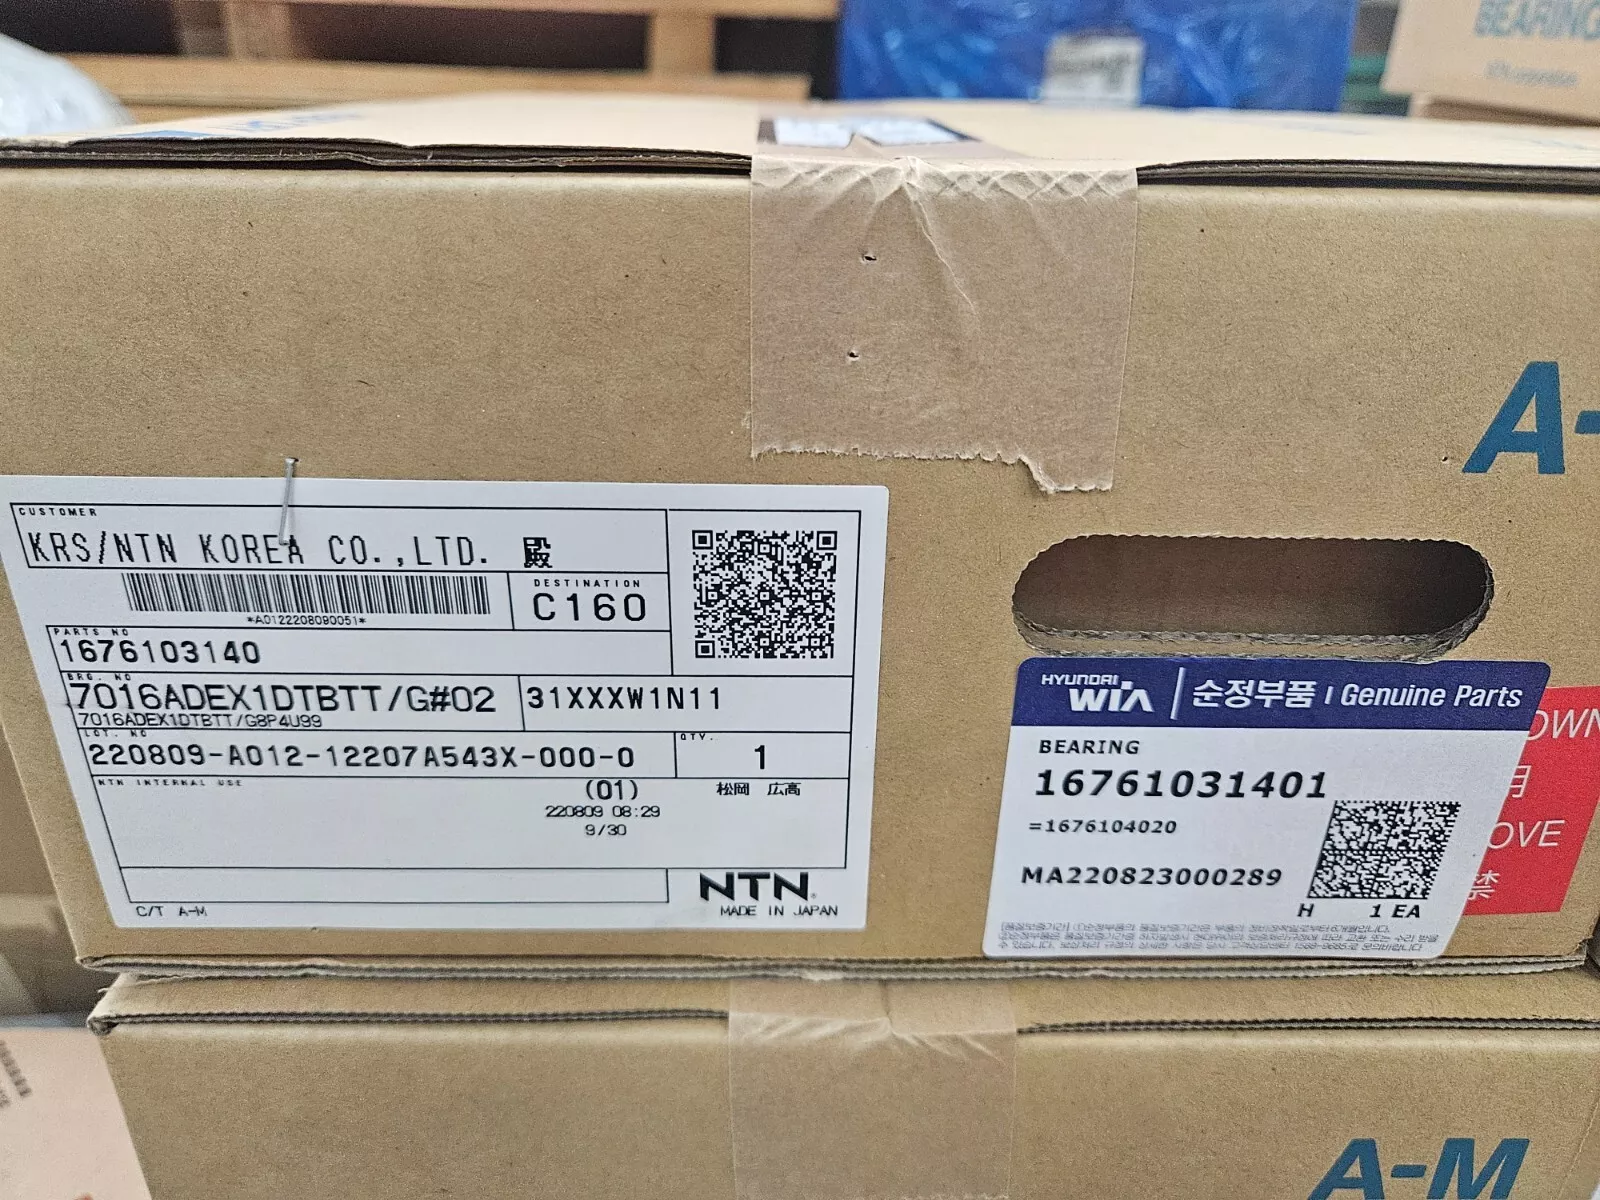 BEARING
A-
CUSTOMER
KRS/NTN KOREA CO.,LTD. 殿
*A0122208090051*
DESTINATION
C160
PARTS NO
1676103140
BRG. NO
7016ADEX1DTBTT/G#02
7016ADEX1DTBTT/G8P4U99
31XXXW1N11
LOT. NO
220809-A012-12207A543X-000-0
QTY.
1
NTN INTERNAL USE
(01)
220809 08:29
9/30
松岡 広高
NTN
MADE IN JAPAN
C/T A-M
HYUNDAI
WIA
순정부품 | Genuine Parts
BEARING
16761031401
=1676104020
MA220823000289
H 1 EA
OWN
用
OVE
禁
A-M